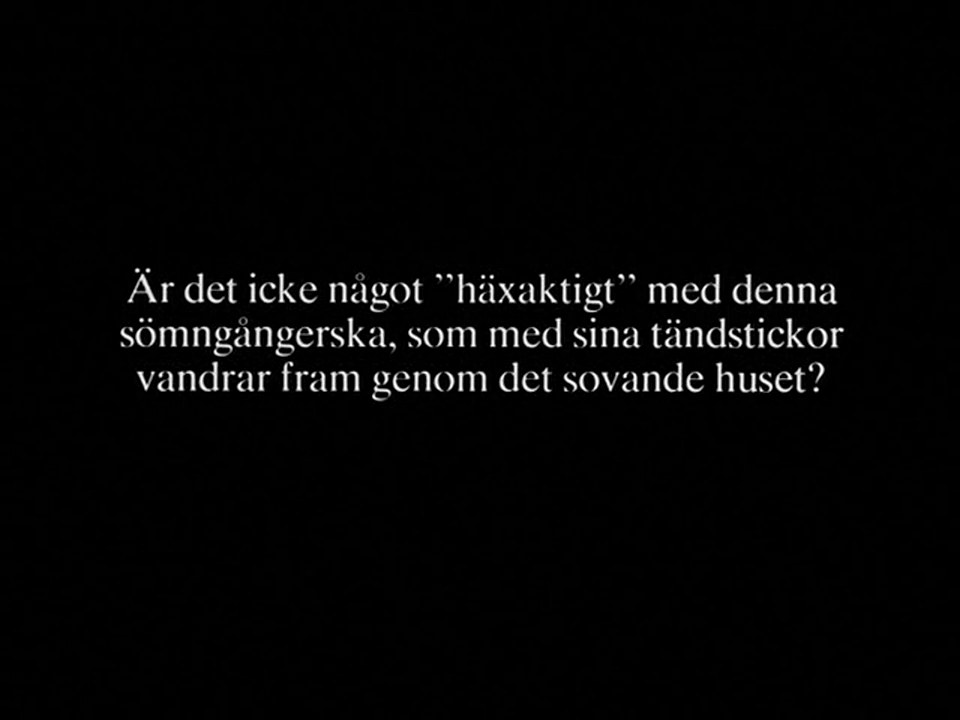 Är det icke något ”häxaktigt” med denna
sömngångerska, som med sina tändstickor
vandrar fram genom det sovande huset?